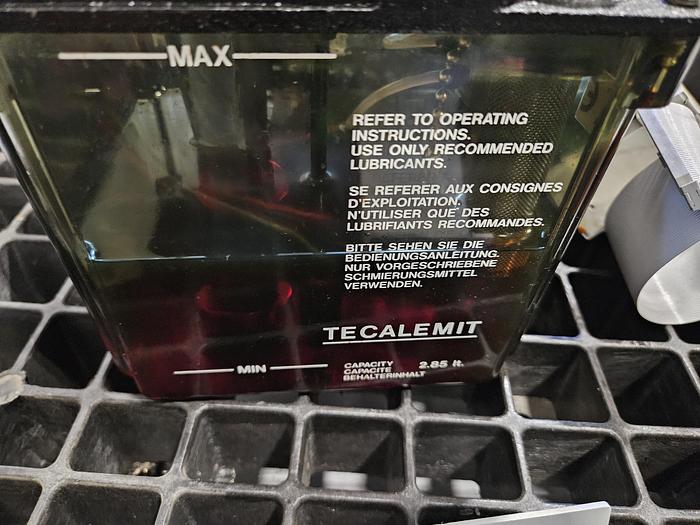 MAX
REFER TO OPERATING
INSTRUCTIONS.
USE ONLY RECOMMENDED
LUBRICANTS.
SE REFERER AUX CONSIGNES
D'EXPLOITATION.
N'UTILISER QUE DES
LUBRIFIANTS RECOMMANDES.
BITTE SEHEN SIE DIE
BEDIENUNGSANLEITUNG.
NUR VORGESCHRIEBENE
SCHMIERUNGSMITTEL
VERWENDEN.
TECALEMIT
MIN
CAPACITY 2.85 lt.
CAPACITE
BEHALTERINHALT